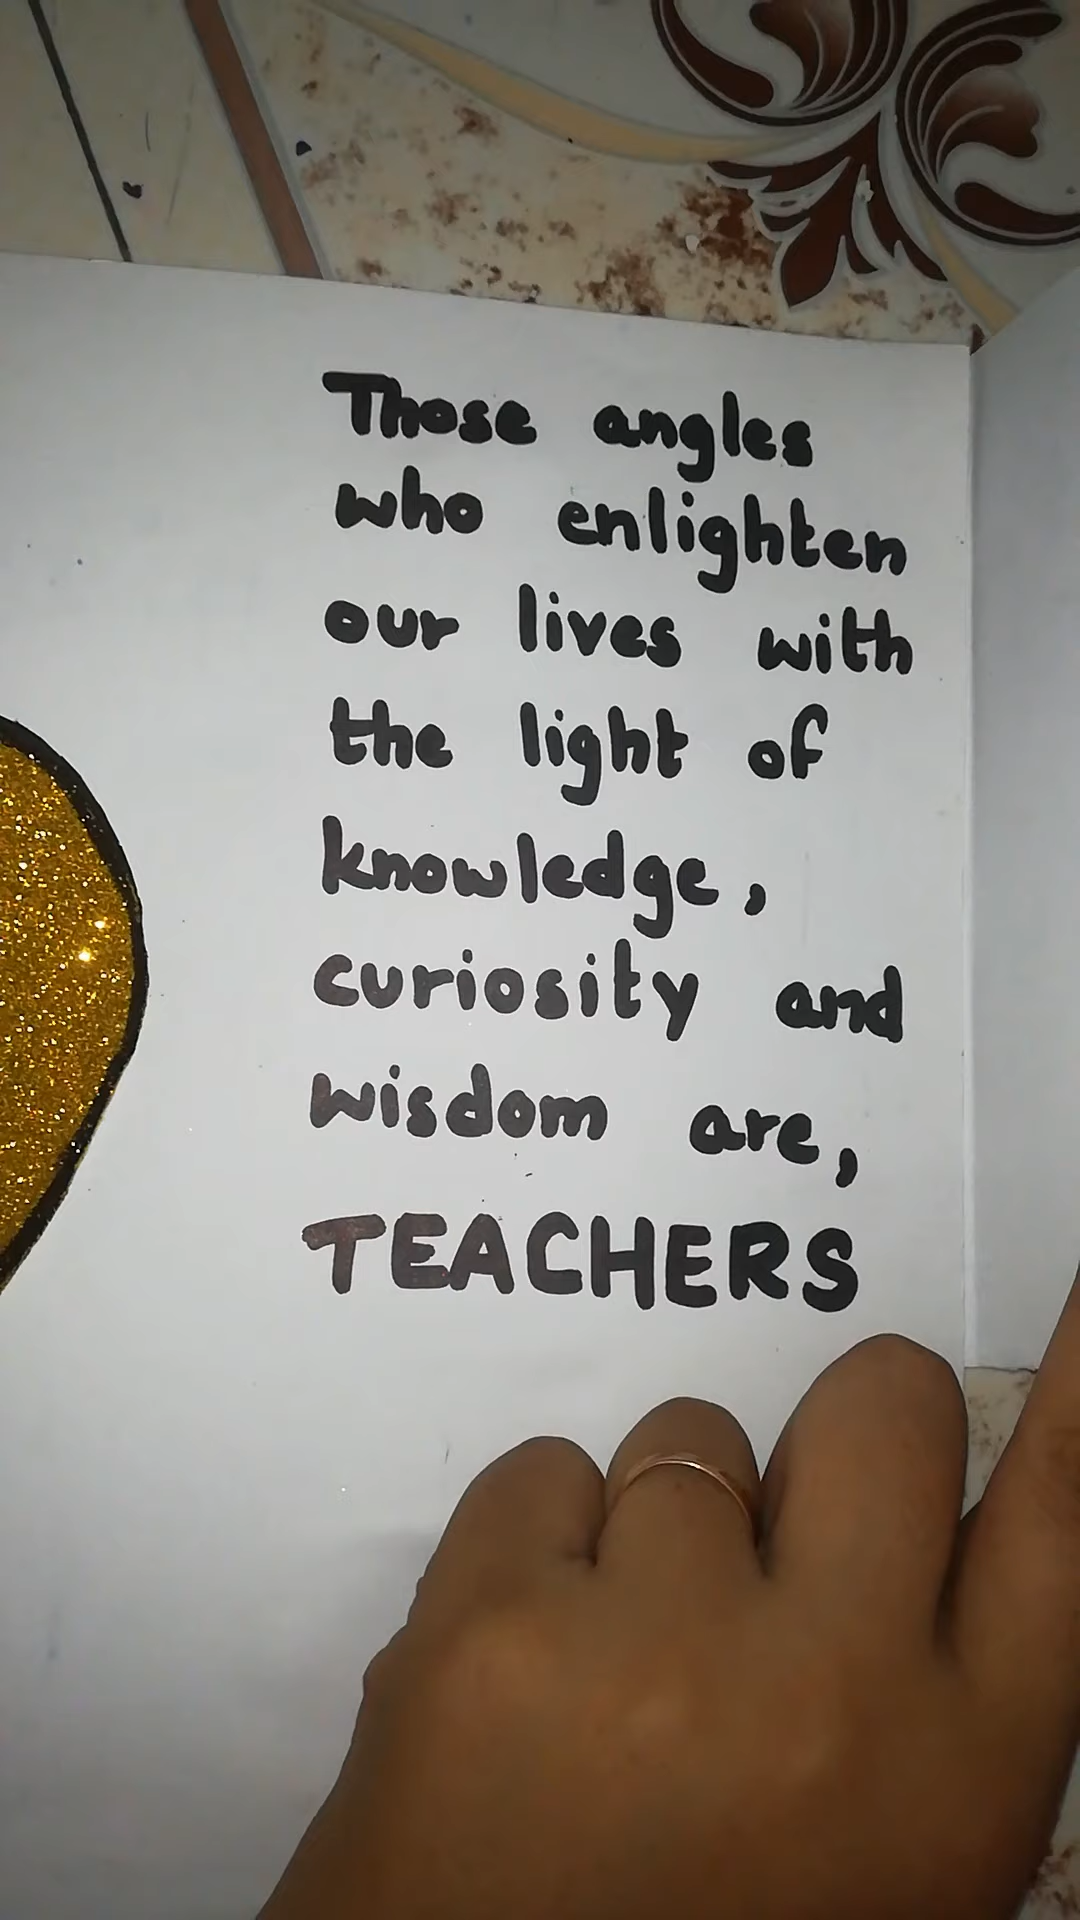 Those angles
who enlighten
our lives with
the light of
knowledge,
curiosity and
wisdom are,
TEACHERS